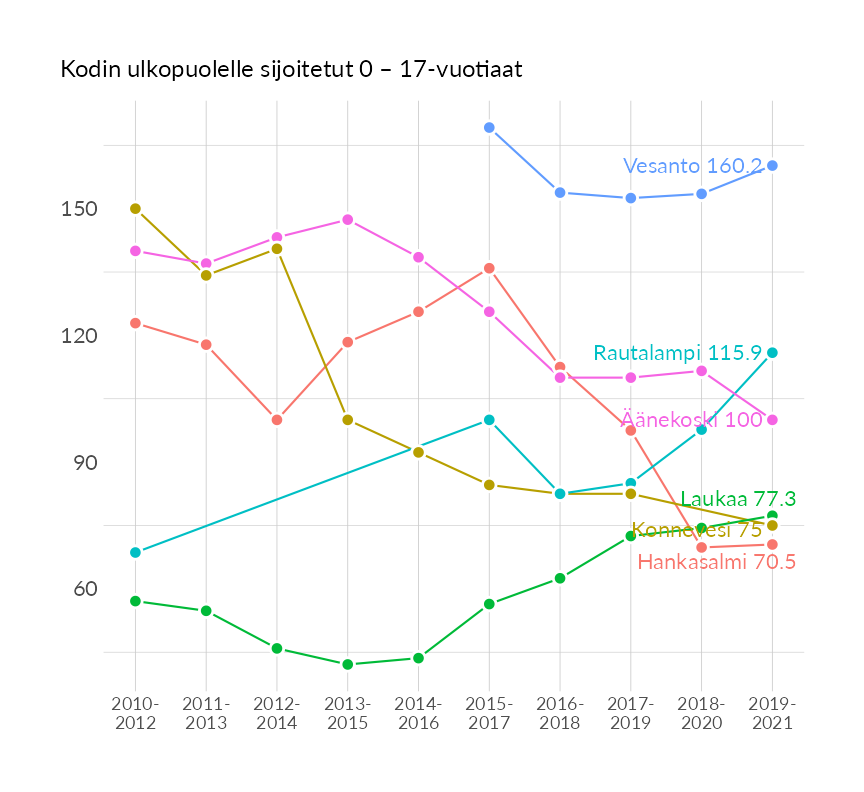 Kodin ulkopuolelle sijoitetut 0 – 17-vuotiaat
Vesanto 160.2
150
120
Rautalampi 115.9
Äänekoski 100
90
Laukaa 77.3
Konnevesi 75
Hankasalmi 70.5
60
2010- 2011- 2012- 2013- 2014- 2015- 2016- 2017- 2018- 2019-
2012 2013 2014 2015 2016 2017 2018 2019 2020 2021